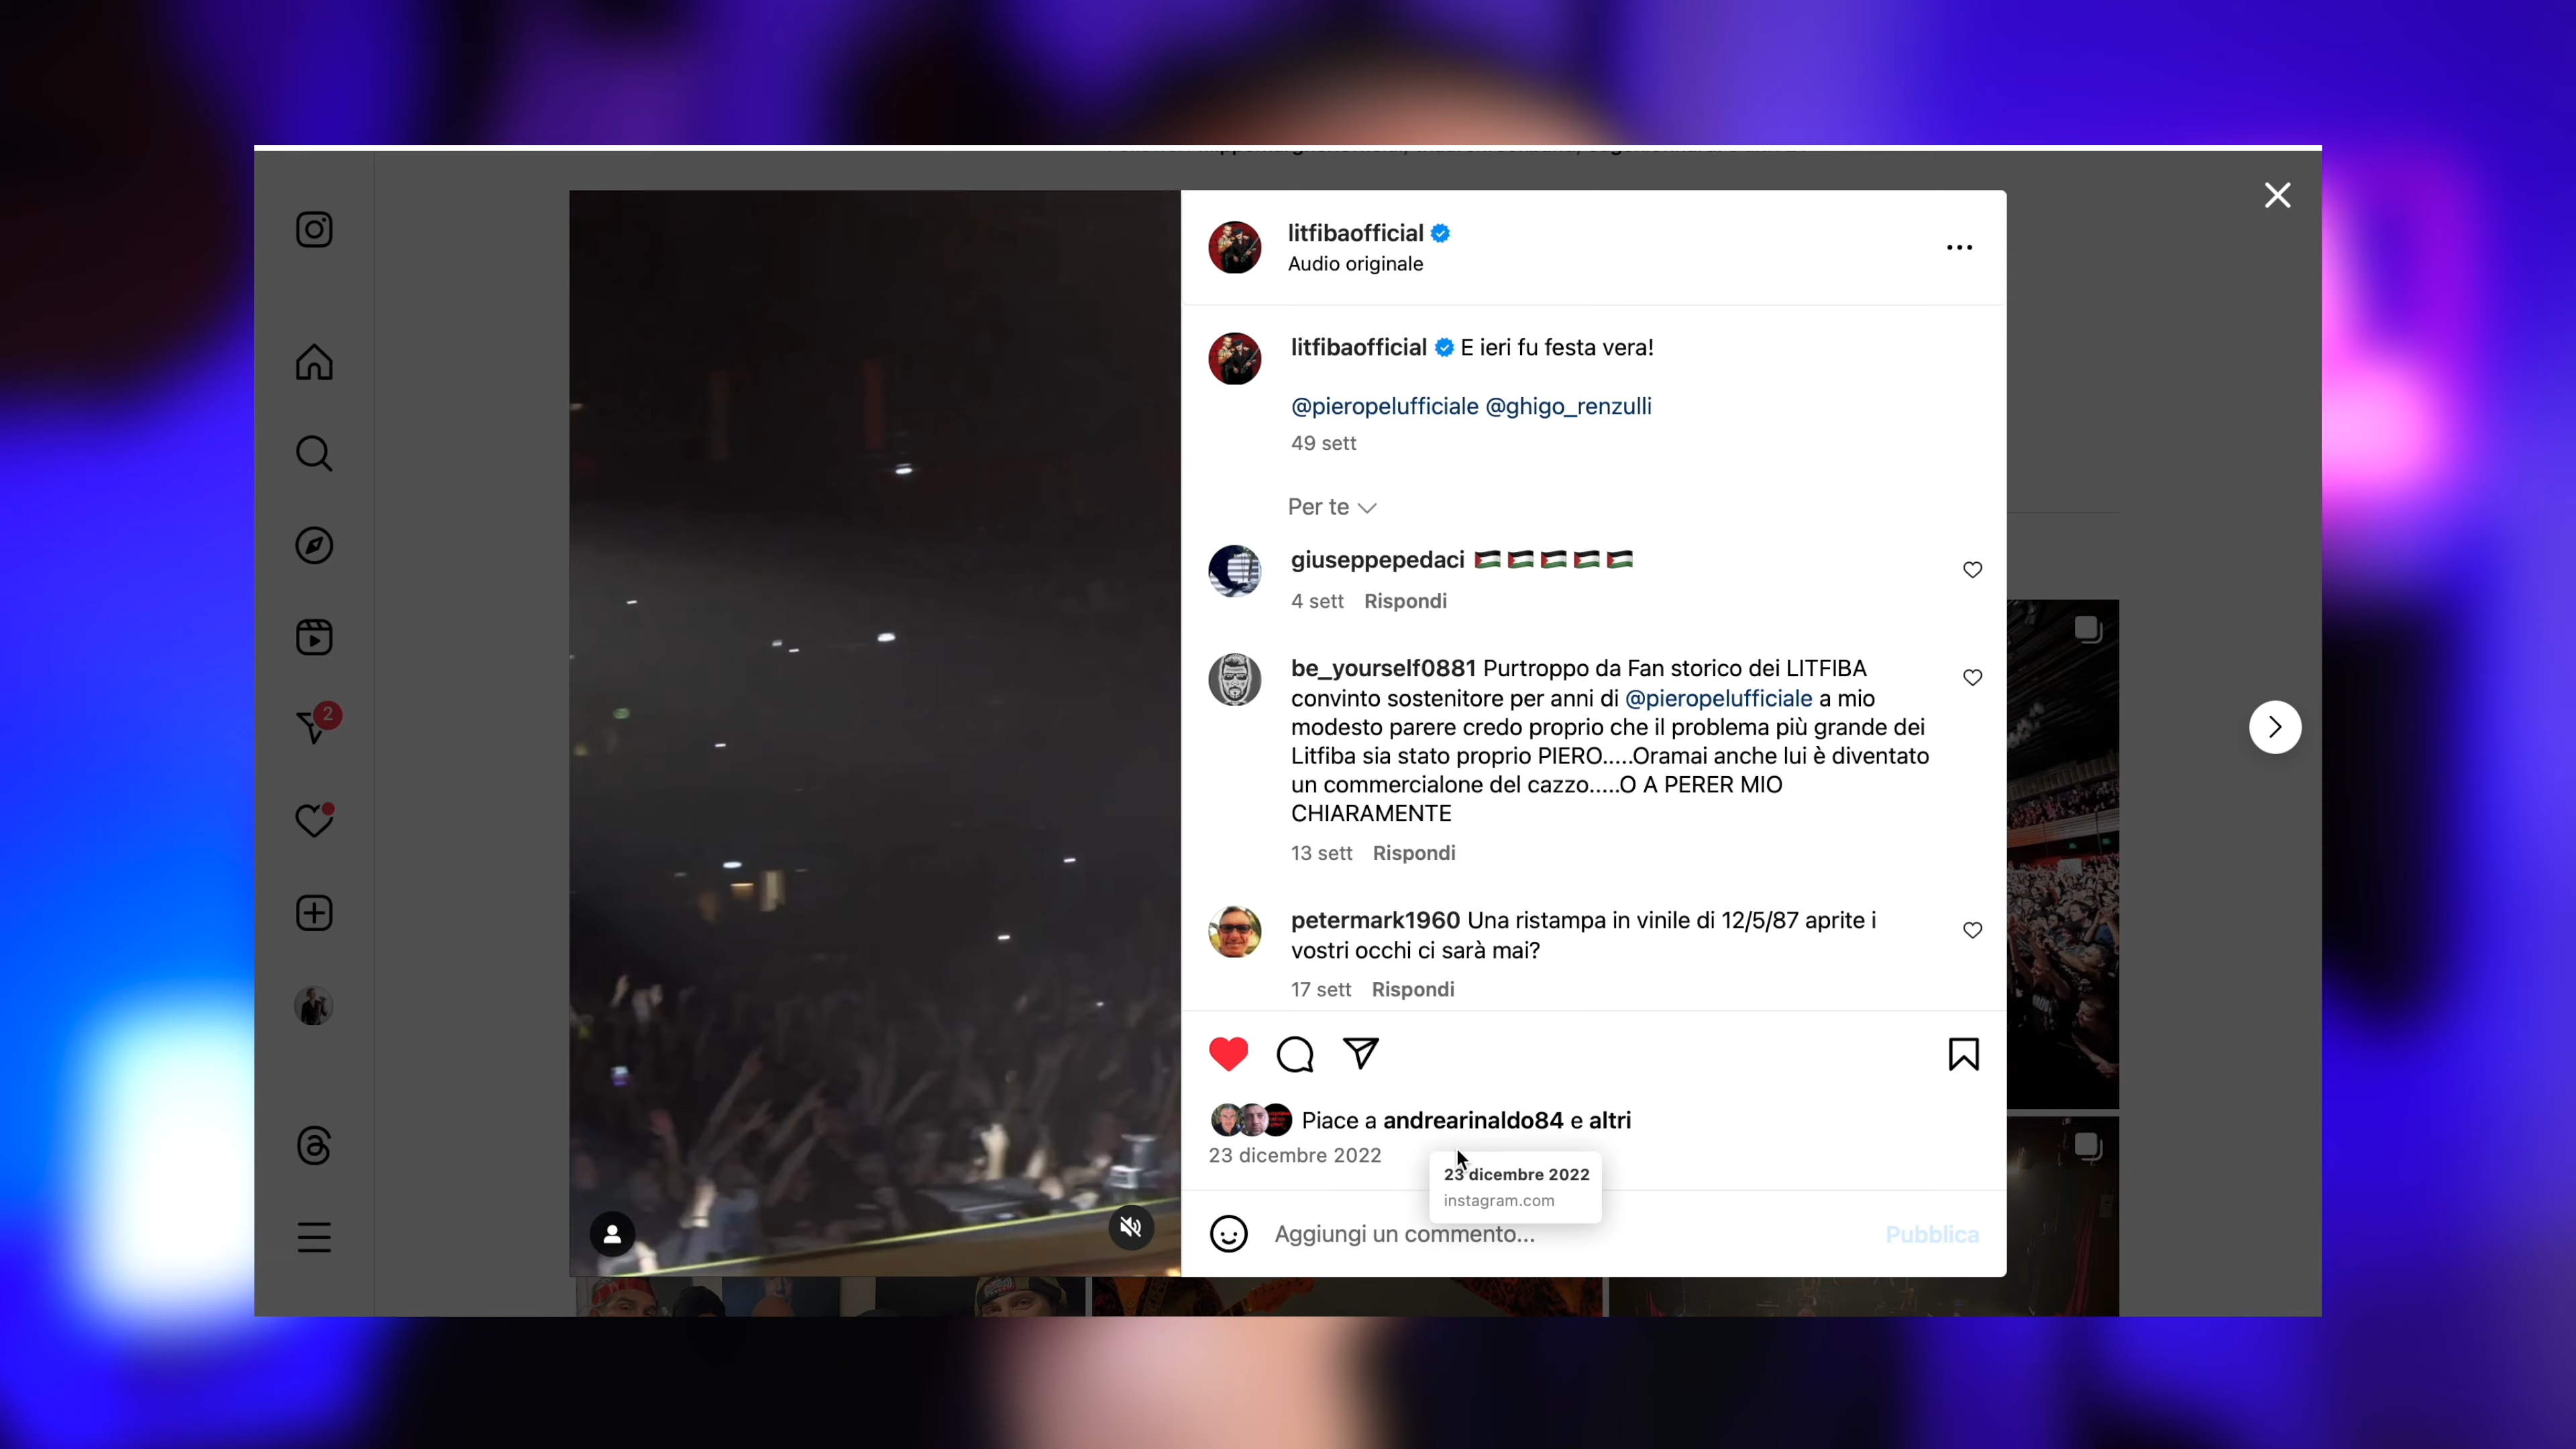 litfibaofficial
Audio originale
litfibaofficial E ieri fu festa vera!
@pieropelufficiale @ghigo_renzulli
49 sett
Per te
giuseppepedaci 🇵🇸🇵🇸🇵🇸🇵🇸🇵🇸
4 sett Rispondi
be_yourself0881 Purtroppo da Fan storico dei LITFIBA
convinto sostenitore per anni di @pieropelufficiale a mio
modesto parere credo proprio che il problema più grande dei
Litfiba sia stato proprio PIERO.....Oramai anche lui è diventato
un commercialone del cazzo.....O A PERER MIO
CHIARAMENTE
13 sett Rispondi
petermark1960 Una ristampa in vinile di 12/5/87 aprite i
vostri occhi ci sarà mai?
17 sett Rispondi
2
Piace a andrearinaldo84 e altri
23 dicembre 2022
23 dicembre 2022
instagram.com
Aggiungi un commento...
Pubblica